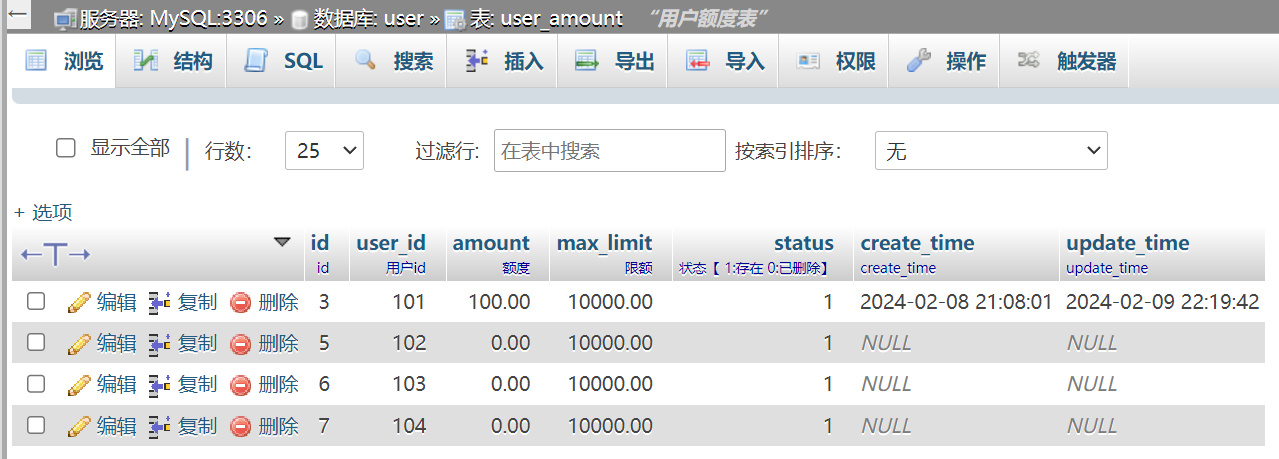 服务器: MySQL:3306 » 数据库: user » 表: user_amount “用户额度表”
浏览 结构 SQL 搜索 插入 导出 导入 权限 操作 触发器
显示全部 行数: 25 过滤行: 在表中搜索 按索引排序: 无
+ 选项
id user_id amount max_limit status create_time update_time
id 用户id 额度 限额 状态【 1:存在 0:已删除】 create_time update_time
编辑 复制 删除 3 101 100.00 10000.00 1 2024-02-08 21:08:01 2024-02-09 22:19:42
编辑 复制 删除 5 102 0.00 10000.00 1 NULL NULL
编辑 复制 删除 6 103 0.00 10000.00 1 NULL NULL
编辑 复制 删除 7 104 0.00 10000.00 1 NULL NULL